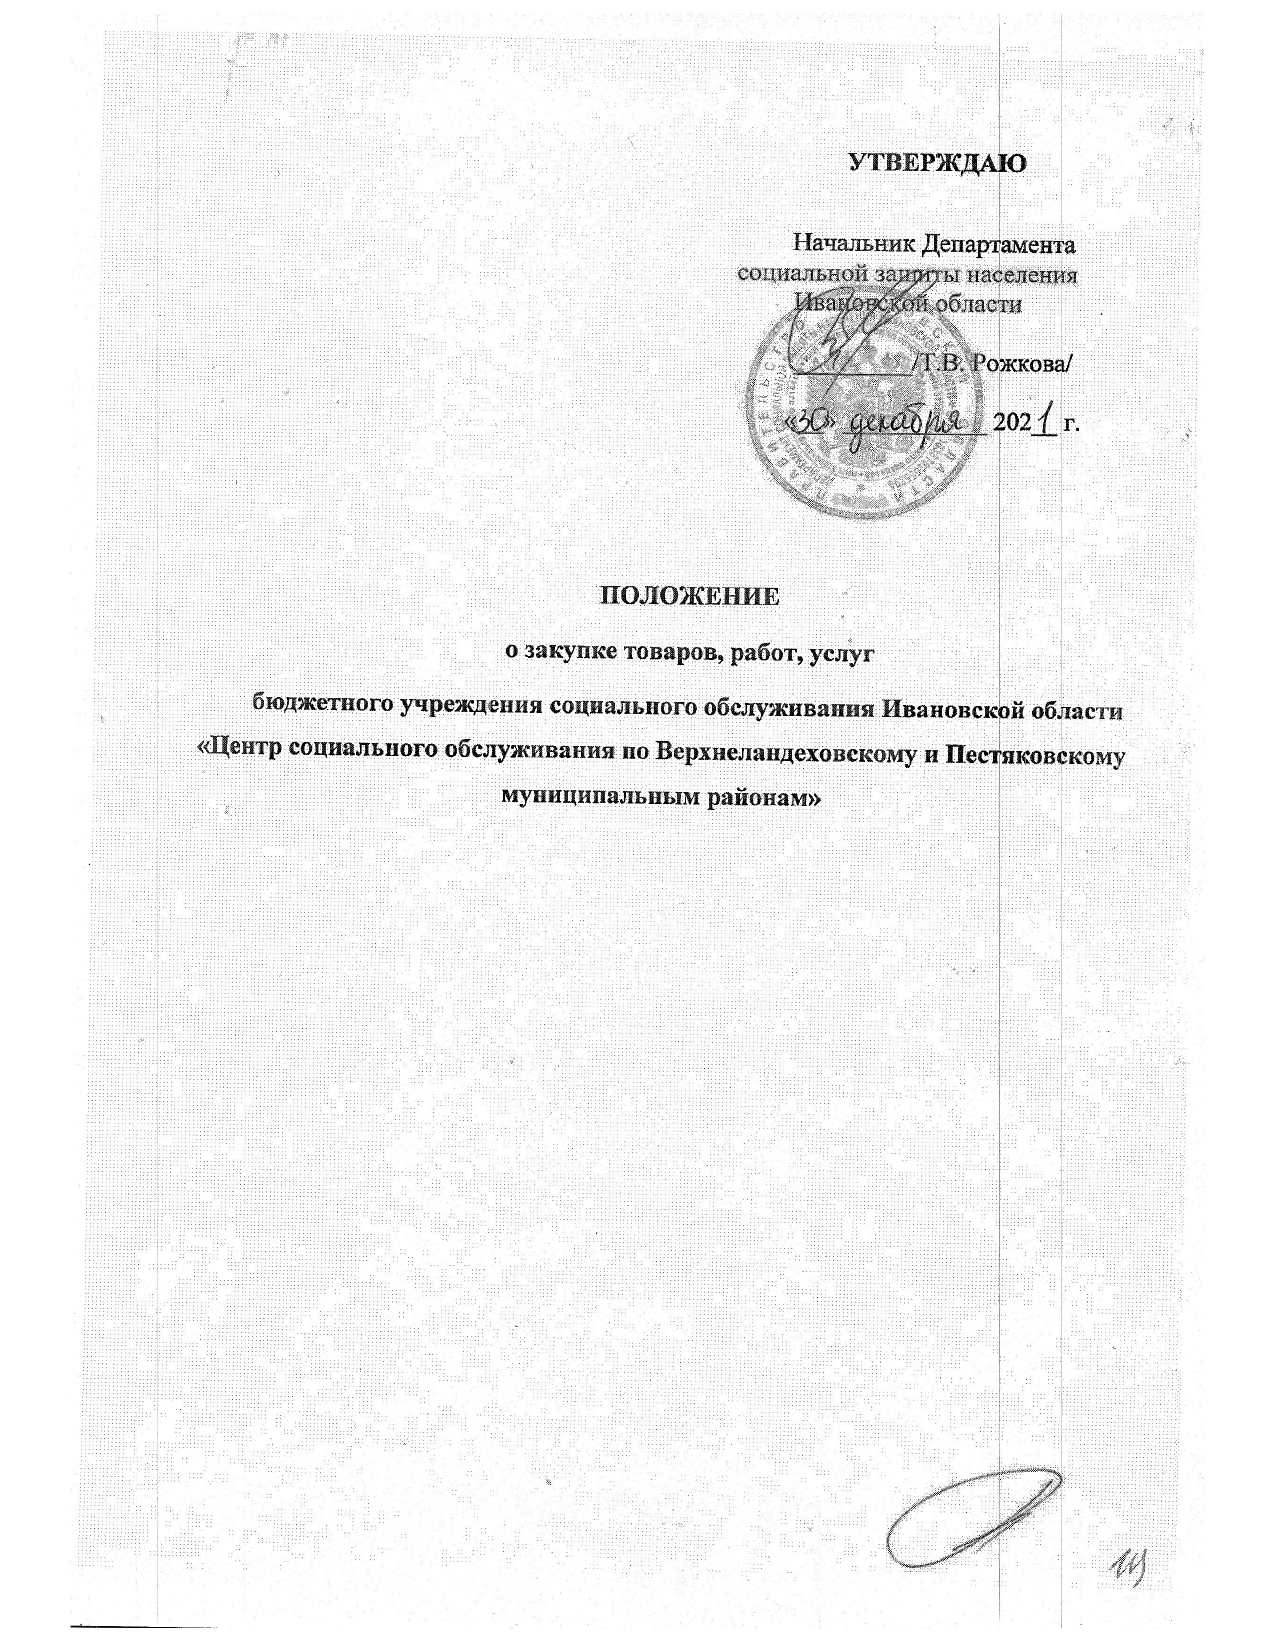 УТВЕРЖДАЮ
Начальник Департамента
социальной защиты населения
Ивановской области
/Т.В. Рожкова/
«30» декабря 2021 г.
ПОЛОЖЕНИЕ
о закупке товаров, работ, услуг
бюджетного учреждения социального обслуживания Ивановской области
«Центр социального обслуживания по Верхнеландеховскому и Пестяковскому
муниципальным районам»